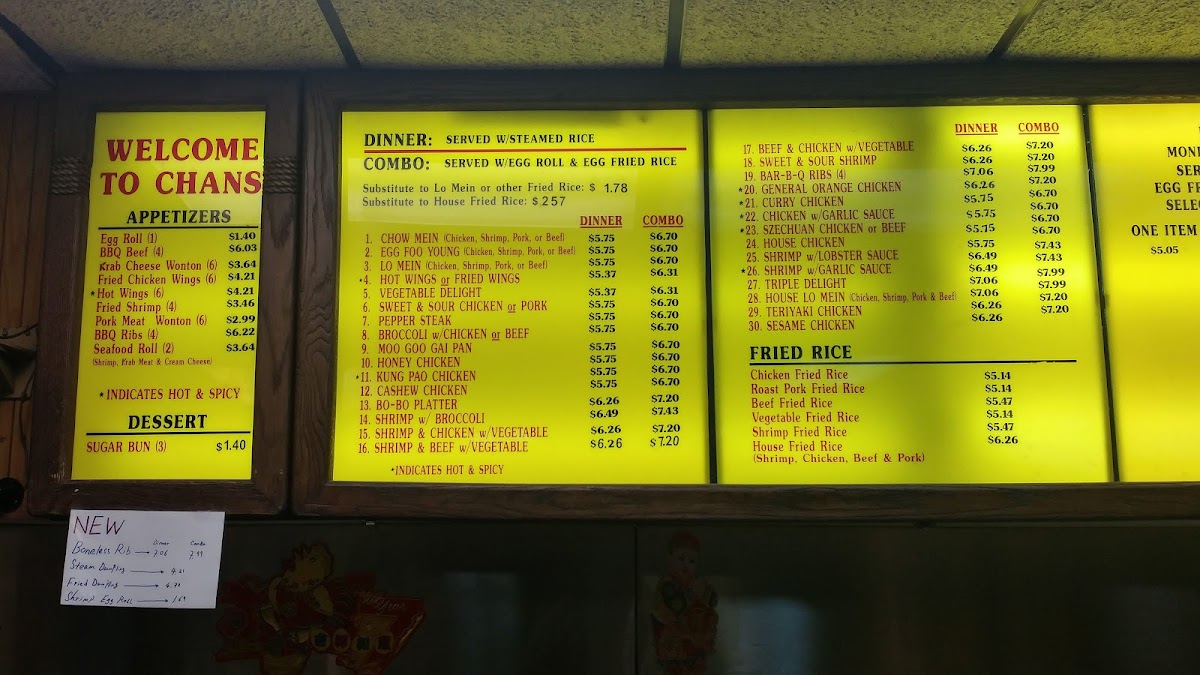 WELCOME
TO CHANS
APPETIZERS
Egg Roll (1) $1.40
BBQ Beef (4) $6.03
Krab Cheese Wonton (6) $3.64
Fried Chicken Wings (6) $4.21
*Hot Wings (6) $4.21
Fried Shrimp (4) $3.46
Pork Meat Wonton (6) $2.99
BBQ Ribs (4) $6.22
Seafood Roll (2) $3.64
(Shrimp, Krab Meat & Cream Cheese)
*INDICATES HOT & SPICY
DESSERT
SUGAR BUN (3) $1.40
DINNER: SERVED W/STEAMED RICE
COMBO: SERVED W/EGG ROLL & EGG FRIED RICE
Substitute to Lo Mein or other Fried Rice: $ 1.78
Substitute to House Fried Rice: $.257
DINNER COMBO
1. CHOW MEIN (Chicken, Shrimp, Pork, or Beef) $5.75 $6.70
2. EGG FOO YOUNG (Chicken, Shrimp, Pork, or Beef) $5.75 $6.70
3. LO MEIN (Chicken, Shrimp, Pork, or Beef) $5.75 $6.70
*4. HOT WINGS or FRIED WINGS $5.37 $6.31
5. VEGETABLE DELIGHT $5.37 $6.31
6. SWEET & SOUR CHICKEN or PORK $5.75 $6.70
7. PEPPER STEAK $5.75 $6.70
8. BROCCOLI w/CHICKEN or BEEF $5.75 $6.70
9. MOO GOO GAI PAN $5.75 $6.70
10. HONEY CHICKEN $5.75 $6.70
*11. KUNG PAO CHICKEN $5.75 $6.70
12. CASHEW CHICKEN $5.75 $6.70
13. BO-BO PLATTER $6.26 $7.20
14. SHRIMP w/ BROCCOLI $6.49 $7.43
15. SHRIMP & CHICKEN w/VEGETABLE $6.26 $7.20
16. SHRIMP & BEEF w/VEGETABLE $6.26 $7.20
*INDICATES HOT & SPICY
DINNER COMBO
17. BEEF & CHICKEN w/VEGETABLE $6.26 $7.20
18. SWEET & SOUR SHRIMP $6.26 $7.20
19. BAR-B-Q RIBS (4) $7.06 $7.99
*20. GENERAL ORANGE CHICKEN $6.26 $7.20
*21. CURRY CHICKEN $5.75 $6.70
*22. CHICKEN w/GARLIC SAUCE $5.75 $6.70
*23. SZECHUAN CHICKEN or BEEF $5.75 $6.70
24. HOUSE CHICKEN $5.75 $6.70
25. SHRIMP w/LOBSTER SAUCE $6.49 $7.43
*26. SHRIMP w/GARLIC SAUCE $6.49 $7.43
27. TRIPLE DELIGHT $7.06 $7.99
28. HOUSE LO MEIN (Chicken, Shrimp, Pork & Beef) $7.06 $7.99
29. TERIYAKI CHICKEN $6.26 $7.20
30. SESAME CHICKEN $6.26 $7.20
FRIED RICE
Chicken Fried Rice $5.14
Roast Pork Fried Rice $5.14
Beef Fried Rice $5.47
Vegetable Fried Rice $5.14
Shrimp Fried Rice $5.47
House Fried Rice $6.26
(Shrimp, Chicken, Beef & Pork)
MON
SER
EGG F
SELE
ONE ITEM
$5.05
NEW
Dinner Combo
Boneless Rib 7.06 7.99
Steam Dumpling 4.21
Fried Dumpling
Shrimp Egg Roll 1.69